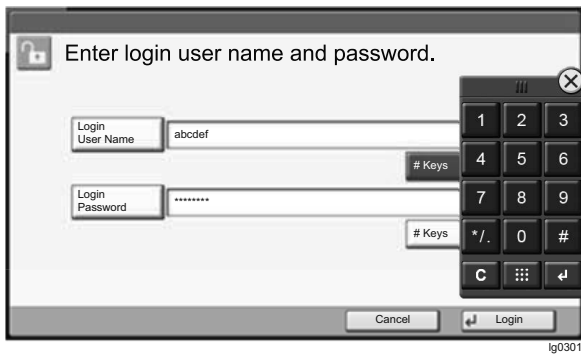 Enter login user name and password.
Login
User Name
abcdef
# Keys
Login
Password
********
# Keys
1 2 3
4 5 6
7 8 9
*/. 0 #
C
Cancel
Login
lg0301